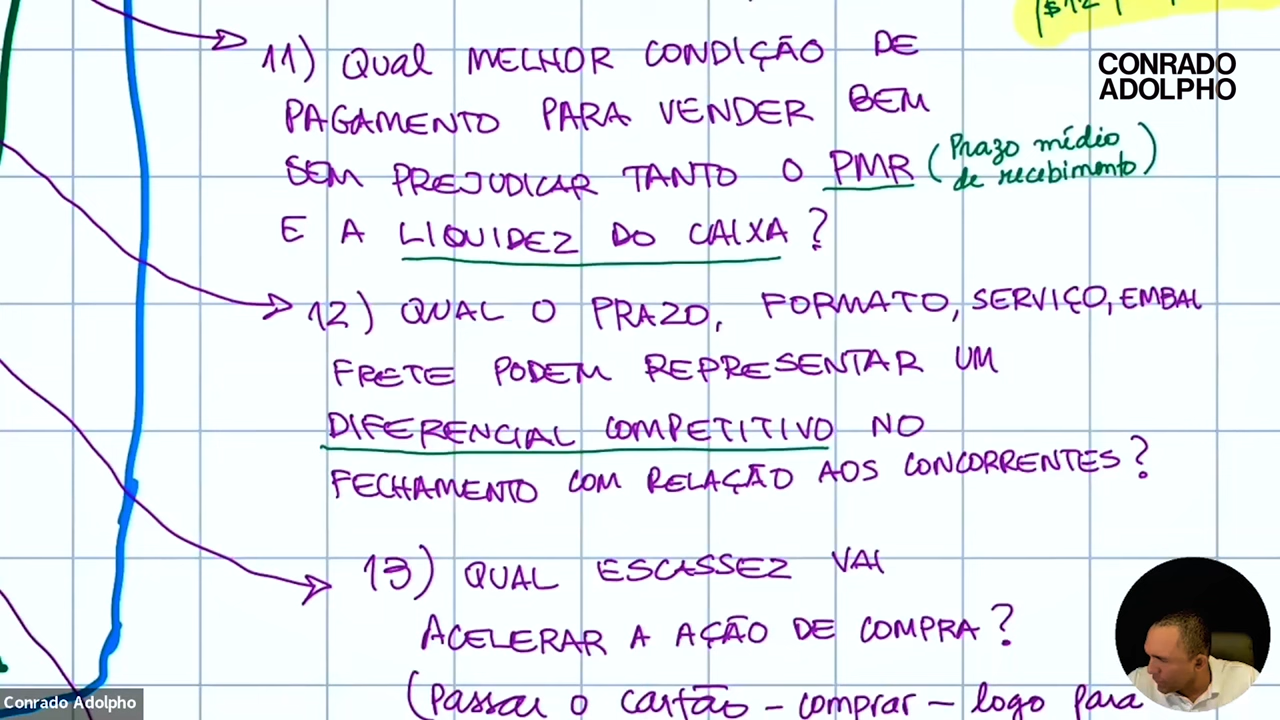 11) QUAL MELHOR CONDIÇÃO DE
PAGAMENTO PARA VENDER BEM
SEM PREJUDICAR TANTO O PMR (Prazo médio
de recebimento)
E A LIQUIDEZ DO CAIXA?
12) QUAL O PRAZO, FORMATO, SERVIÇO, EMBAL
FRETE PODEM REPRESENTAR UM
DIFERENCIAL COMPETITIVO NO
FECHAMENTO COM RELAÇÃO AOS CONCORRENTES?
13) QUAL ESCASSEZ VAI
ACELERAR A AÇÃO DE COMPRA?
(Passar o cartão - comprar - logo para
CONRADO
ADOLPHO
Conrado Adolpho